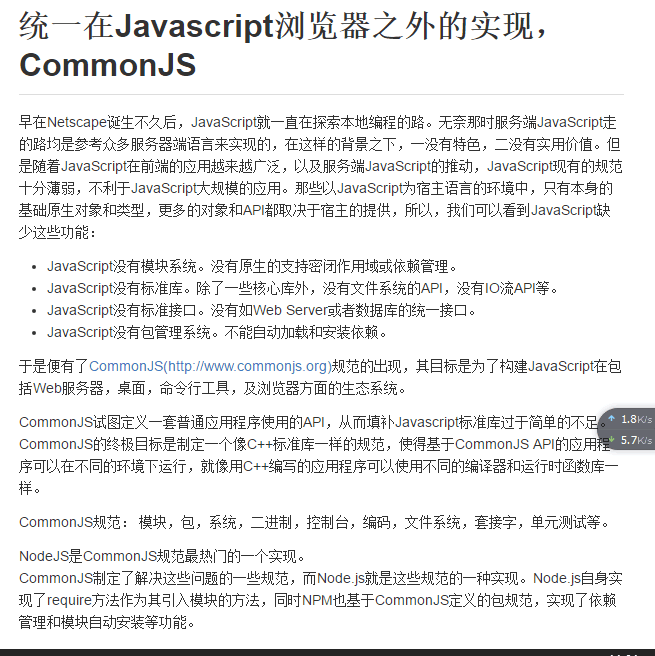 统一在Javascript浏览器之外的实现，
CommonJS
早在Netscape诞生不久后，JavaScript就一直在探索本地编程的路。无奈那时服务端JavaScript走
的路均是参考众多服务器端语言来实现的，在这样的背景之下，一没有特色，二没有实用价值。但
是随着JavaScript在前端的应用越来越广泛，以及服务端JavaScript的推动，JavaScript现有的规范
十分薄弱，不利于JavaScript大规模的应用。那些以JavaScript为宿主语言的环境中，只有本身的
基础原生对象和类型，更多的对象和API都取决于宿主的提供，所以，我们可以看到JavaScript缺
少这些功能：
• JavaScript没有模块系统。没有原生的支持密闭作用域或依赖管理。
• JavaScript没有标准库。除了一些核心库外，没有文件系统的API，没有IO流API等。
• JavaScript没有标准接口。没有如Web Server或者数据库的统一接口。
• JavaScript没有包管理系统。不能自动加载和安装依赖。
于是便有了CommonJS(http://www.commonjs.org)规范的出现，其目标是为了构建JavaScript在包
括Web服务器，桌面，命令行工具，及浏览器方面的生态系统。
CommonJS试图定义一套普通应用程序使用的API，从而填补Javascript标准库过于简单的不足。
CommonJS的终极目标是制定一个像C++标准库一样的规范，使得基于CommonJS API的应用程
序可以在不同的环境下运行，就像用C++编写的应用程序可以使用不同的编译器和运行时函数库一
样。
CommonJS规范： 模块，包，系统，二进制，控制台，编码，文件系统，套接字，单元测试等。
NodeJS是CommonJS规范最热门的一个实现。
CommonJS制定了解决这些问题的一些规范，而Node.js就是这些规范的一种实现。Node.js自身实
现了require方法作为其引入模块的方法，同时NPM也基于CommonJS定义的包规范，实现了依赖
管理和模块自动安装等功能。
1.8K/s
5.7K/s